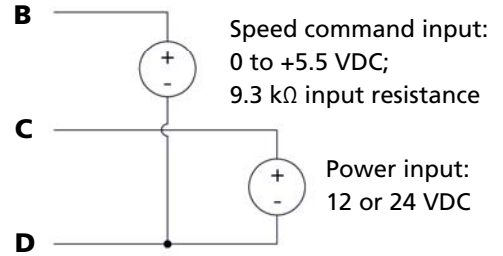 B
Speed command input:
0 to +5.5 VDC;
9.3 kΩ input resistance
+
-
C
Power input:
12 or 24 VDC
+
-
D